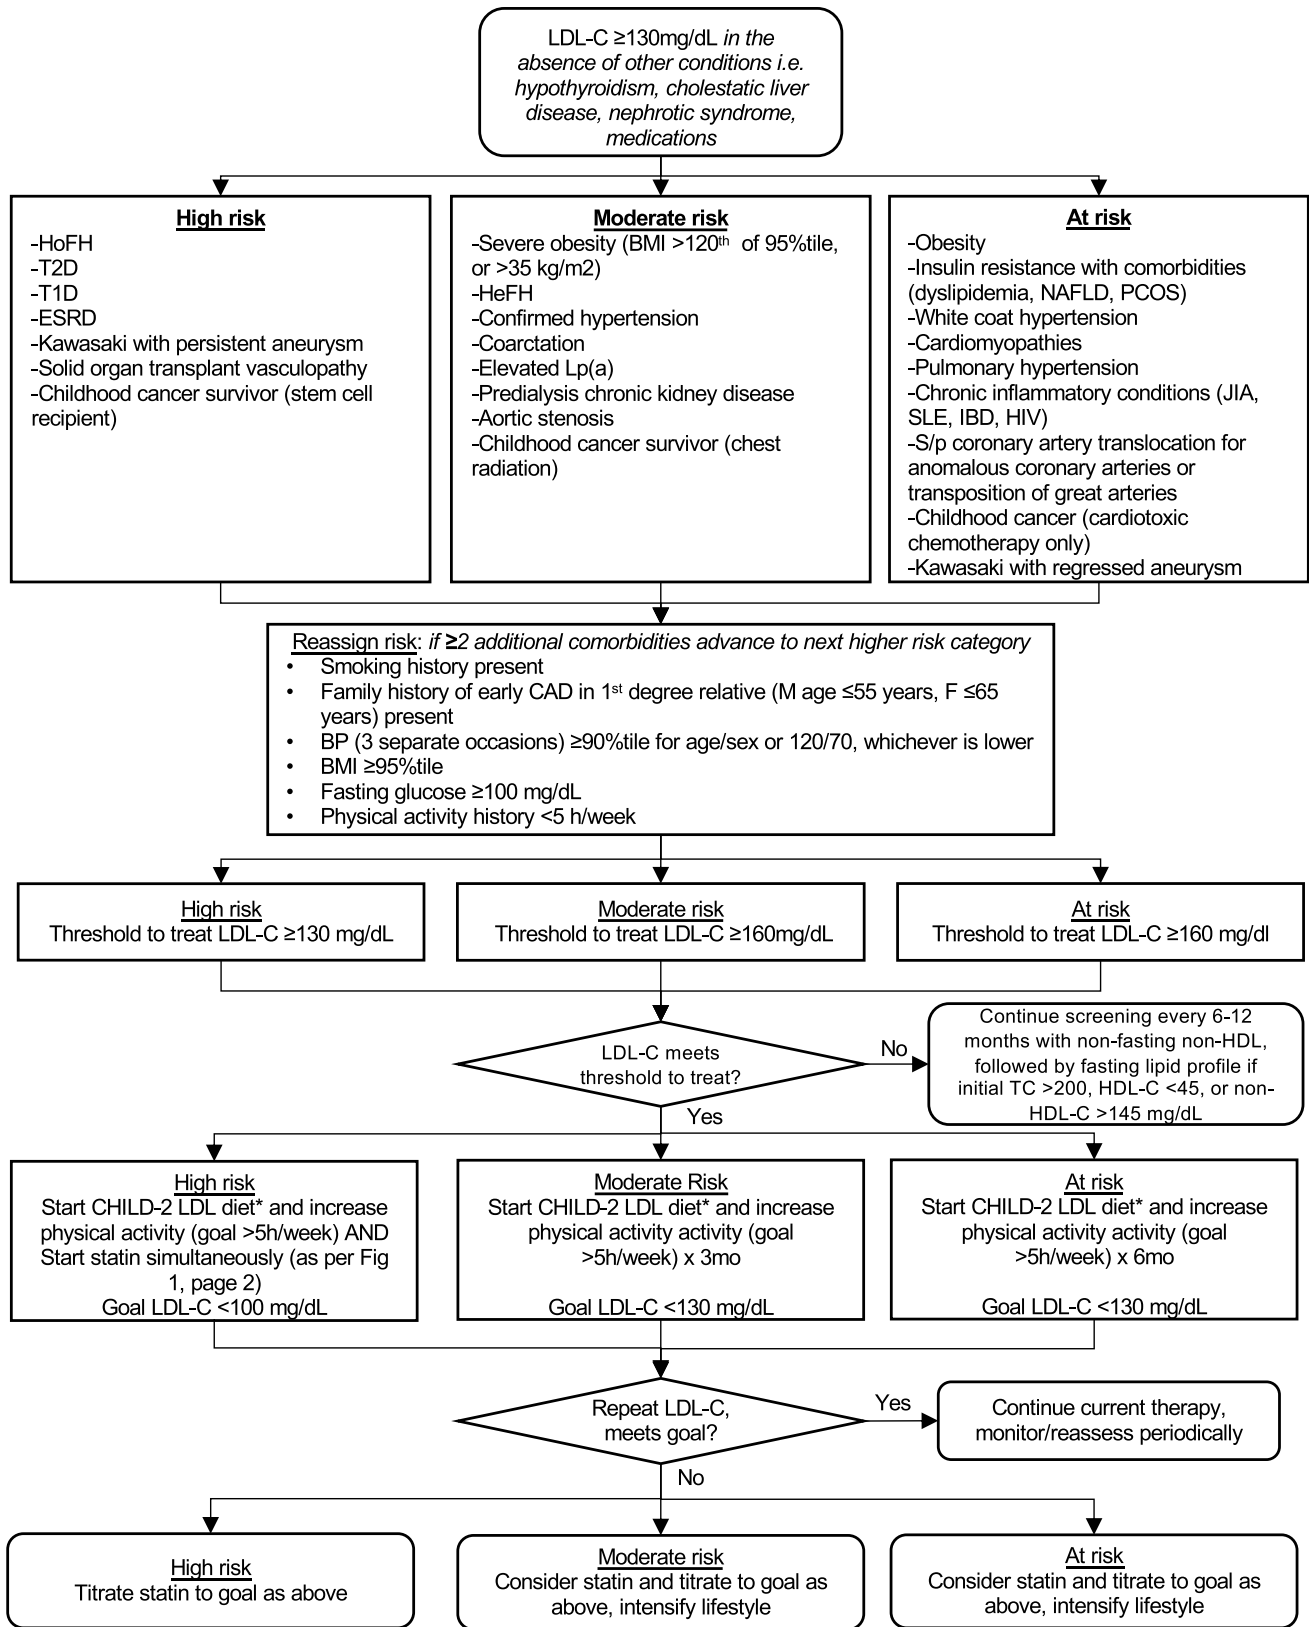 LDL-C ≥130mg/dL in the
absence of other conditions i.e.
hypothyroidism, cholestatic liver
disease, nephrotic syndrome,
medications
High risk
-HoFH
-T2D
-T1D
-ESRD
-Kawasaki with persistent aneurysm
-Solid organ transplant vasculopathy
-Childhood cancer survivor (stem cell
recipient)
Moderate risk
-Severe obesity (BMI >120th of 95%tile,
or >35 kg/m2)
-HeFH
-Confirmed hypertension
-Coarctation
-Elevated Lp(a)
-Predialysis chronic kidney disease
-Aortic stenosis
-Childhood cancer survivor (chest
radiation)
At risk
-Obesity
-Insulin resistance with comorbidities
(dyslipidemia, NAFLD, PCOS)
-White coat hypertension
-Cardiomyopathies
-Pulmonary hypertension
-Chronic inflammatory conditions (JIA,
SLE, IBD, HIV)
-S/p coronary artery translocation for
anomalous coronary arteries or
transposition of great arteries
-Childhood cancer (cardiotoxic
chemotherapy only)
-Kawasaki with regressed aneurysm
Reassign risk: if ≥2 additional comorbidities advance to next higher risk category
• Smoking history present
• Family history of early CAD in 1st degree relative (M age ≤55 years, F ≤65
years) present
• BP (3 separate occasions) ≥90%tile for age/sex or 120/70, whichever is lower
• BMI ≥95%tile
• Fasting glucose ≥100 mg/dL
• Physical activity history <5 h/week
High risk
Threshold to treat LDL-C ≥130 mg/dL
Moderate risk
Threshold to treat LDL-C ≥160mg/dL
At risk
Threshold to treat LDL-C ≥160 mg/dl
LDL-C meets
threshold to treat?
No
Continue screening every 6-12
months with non-fasting non-HDL,
followed by fasting lipid profile if
initial TC >200, HDL-C <45, or non-
HDL-C >145 mg/dL
Yes
High risk
Start CHILD-2 LDL diet* and increase
physical activity (goal >5h/week) AND
Start statin simultaneously (as per Fig
1, page 2)
Goal LDL-C <100 mg/dL
Moderate Risk
Start CHILD-2 LDL diet* and increase
physical activity activity (goal
>5h/week) x 3mo
Goal LDL-C <130 mg/dL
At risk
Start CHILD-2 LDL diet* and increase
physical activity activity (goal
>5h/week) x 6mo
Goal LDL-C <130 mg/dL
Repeat LDL-C,
meets goal?
Yes
Continue current therapy,
monitor/reassess periodically
No
High risk
Titrate statin to goal as above
Moderate risk
Consider statin and titrate to goal as
above, intensify lifestyle
At risk
Consider statin and titrate to goal as
above, intensify lifestyle